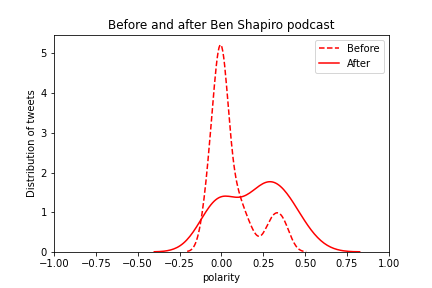 Before and after Ben Shapiro podcast
Before
After
Distribution of tweets
5
4
3
2
1
0
−1.00 −0.75 −0.50 −0.25 0.00 0.25 0.50 0.75 1.00
polarity